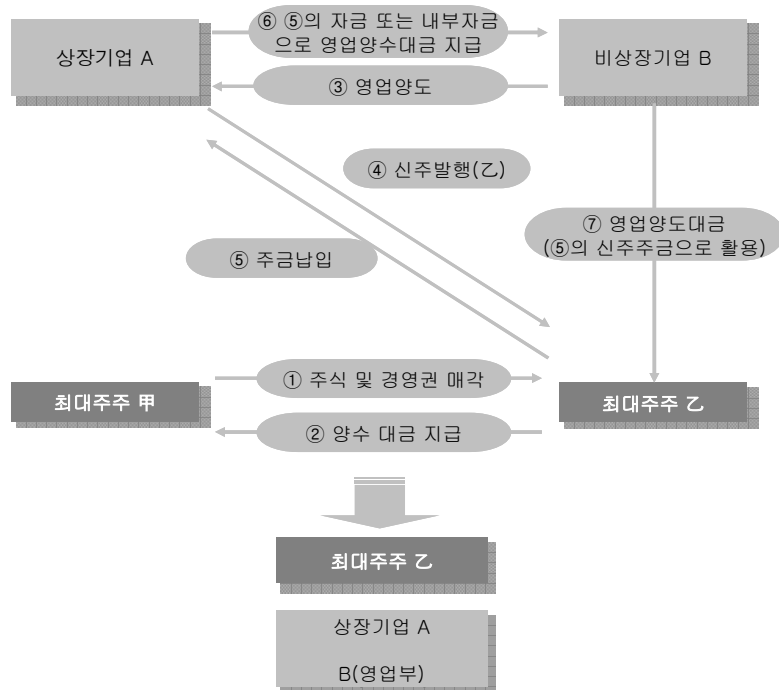 ⑥ ⑤의 자금 또는 내부자금
으로 영업양수대금 지급
상장기업 A
비상장기업 B
③ 영업양도
④ 신주발행(乙)
⑦ 영업양도대금
(⑤의 신주주금으로 활용)
⑤ 주금납입
① 주식 및 경영권 매각
최대주주 甲
최대주주 乙
② 양수 대금 지급
최대주주 乙
상장기업 A
B(영업부)